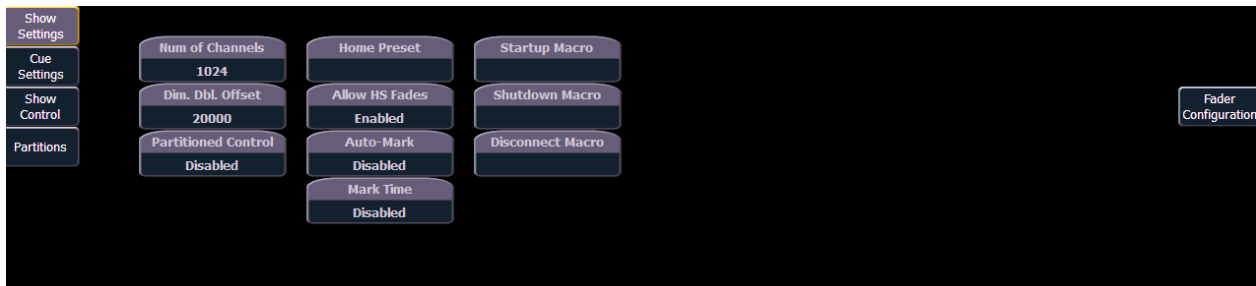 Show
Settings
Cue
Settings
Show
Control
Partitions
Num of Channels
1024
Dim. Dbl. Offset
20000
Partitioned Control
Disabled
Home Preset
Allow HS Fades
Enabled
Auto-Mark
Disabled
Mark Time
Disabled
Startup Macro
Shutdown Macro
Disconnect Macro
Fader
Configuration